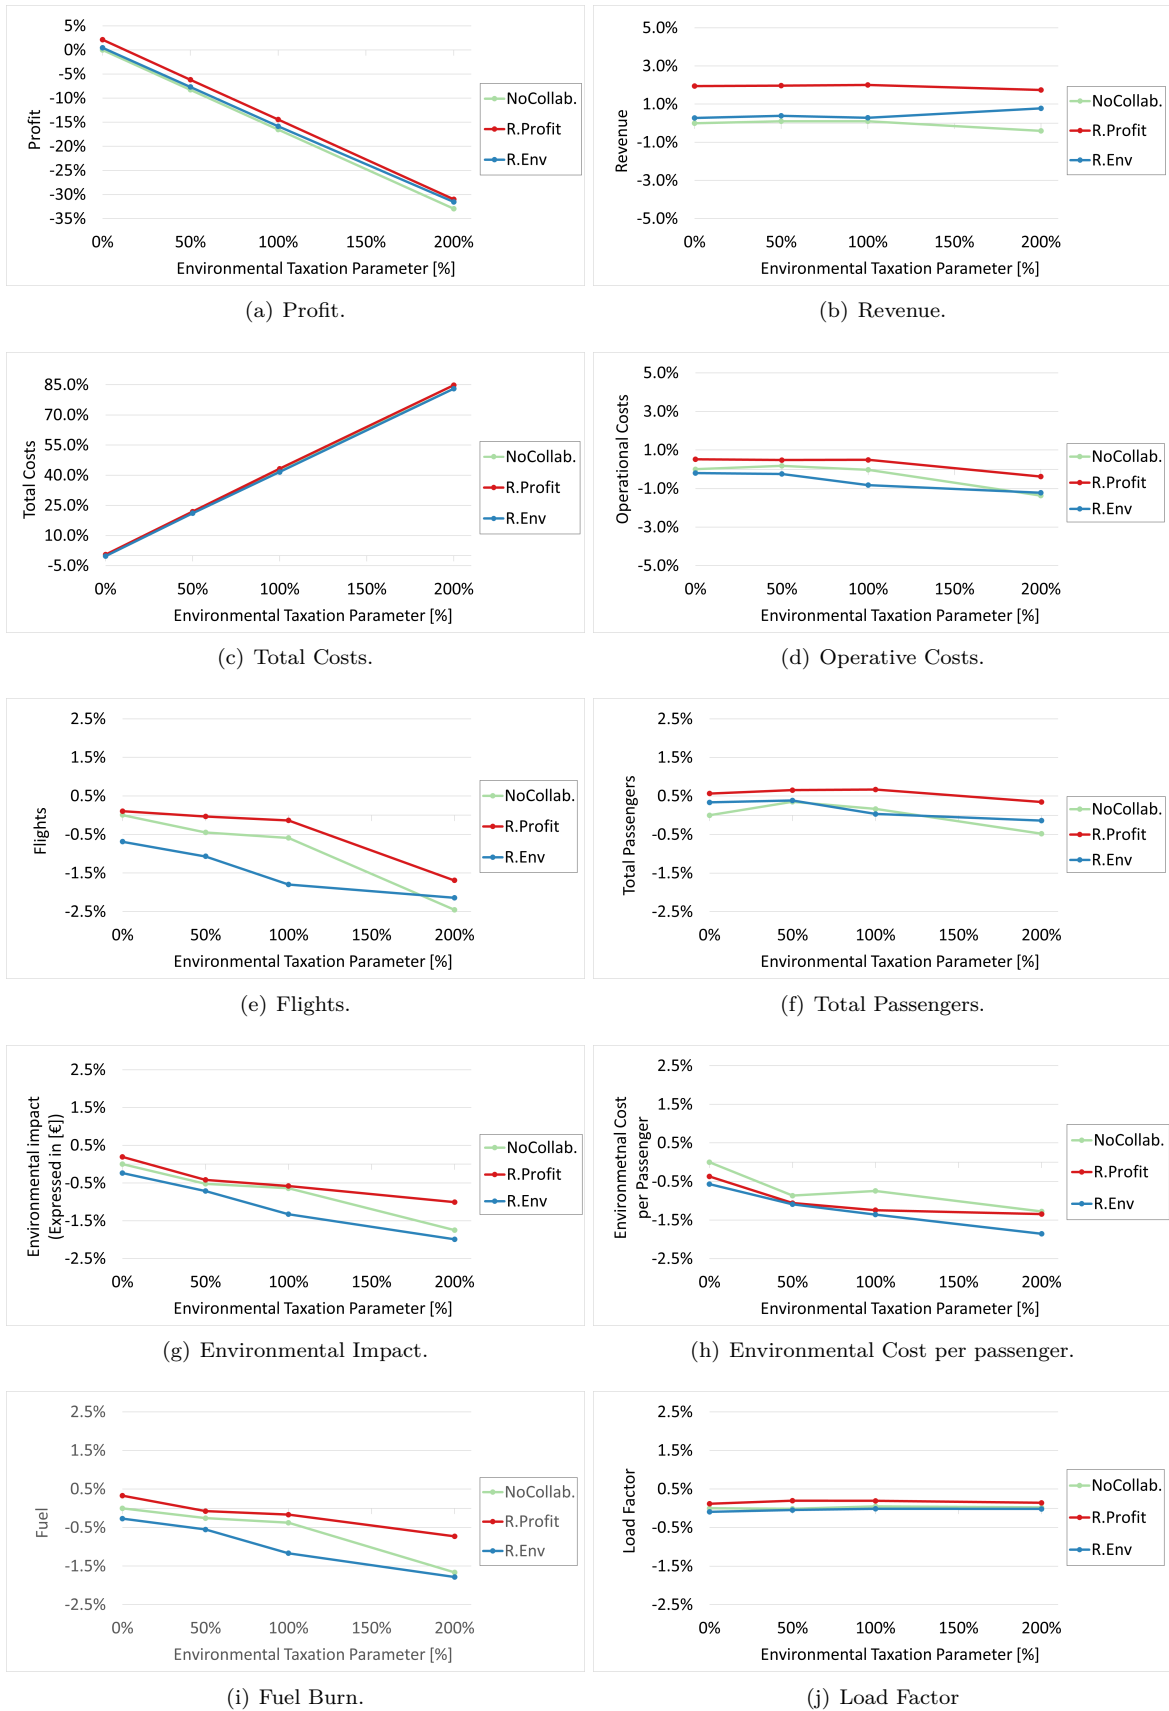 5%
0%
-5%
-10%
-15%
-20%
-25%
-30%
-35%
Profit
0% 50% 100% 150% 200%
Environmental Taxation Parameter [%]
NoCollab.
R.Profit
R.Env
(a) Profit.
5.0%
3.0%
1.0%
-1.0%
-3.0%
-5.0%
Revenue
0% 50% 100% 150% 200%
Environmental Taxation Parameter [%]
NoCollab.
R.Profit
R.Env
(b) Revenue.
85.0%
70.0%
55.0%
40.0%
25.0%
10.0%
-5.0%
Total Costs
0% 50% 100% 150% 200%
Environmental Taxation Parameter [%]
NoCollab.
R.Profit
R.Env
(c) Total Costs.
5.0%
3.0%
1.0%
-1.0%
-3.0%
-5.0%
Operational Costs
0% 50% 100% 150% 200%
Environmental Taxation Parameter [%]
NoCollab.
R.Profit
R.Env
(d) Operative Costs.
2.5%
1.5%
0.5%
-0.5%
-1.5%
-2.5%
Flights
0% 50% 100% 150% 200%
Environmental Taxation Parameter [%]
NoCollab.
R.Profit
R.Env
(e) Flights.
2.5%
1.5%
0.5%
-0.5%
-1.5%
-2.5%
Total Passengers
0% 50% 100% 150% 200%
Environmental Taxation Parameter [%]
NoCollab.
R.Profit
R.Env
(f) Total Passengers.
2.5%
1.5%
0.5%
-0.5%
-1.5%
-2.5%
Environmental impact
(Expressed in [€])
0% 50% 100% 150% 200%
Environmental Taxation Parameter [%]
NoCollab.
R.Profit
R.Env
(g) Environmental Impact.
2.5%
1.5%
0.5%
-0.5%
-1.5%
-2.5%
Environmetnal Cost
per Passenger
0% 50% 100% 150% 200%
Environmental Taxation Parameter [%]
NoCollab.
R.Profit
R.Env
(h) Environmental Cost per passenger.
2.5%
1.5%
0.5%
-0.5%
-1.5%
-2.5%
Fuel
0% 50% 100% 150% 200%
Environmental Taxation Parameter [%]
NoCollab.
R.Profit
R.Env
(i) Fuel Burn.
2.5%
1.5%
0.5%
-0.5%
-1.5%
-2.5%
Load Factor
0% 50% 100% 150% 200%
Environmental Taxation Parameter [%]
NoCollab.
R.Profit
R.Env
(j) Load Factor